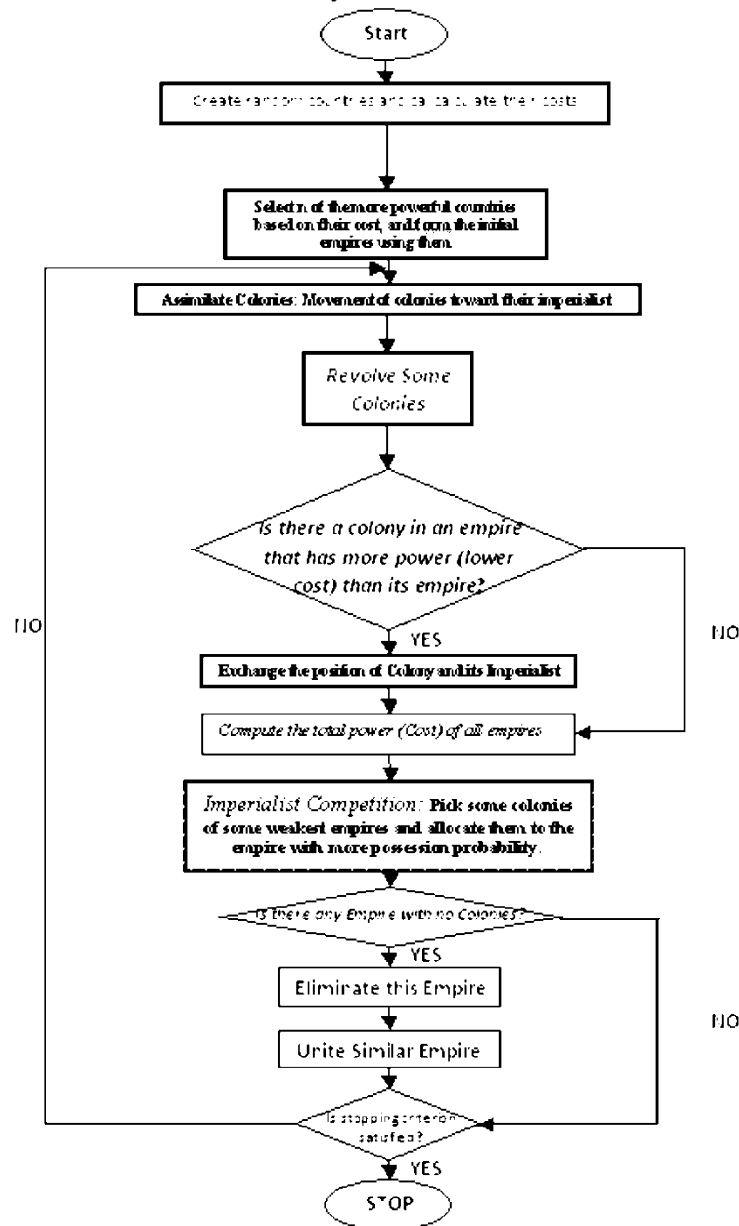 Start
Create random countries and cal calculate their costs
Select n of the more powerful countries
based on their cost, and form the initial
empires using them
Assimilate Colonies: Movement of colonies toward their imperialist
Revolve Some
Colonies
Is there a colony in an empire
that has more power (lower
cost) than its empire?
NO
YES
NO
Exchange the position of Colony and its Imperialist
Compute the total power (Cost) of all empires
Imperialist Competition: Pick some colonies
of some weakest empires and allocate them to the
empire with more possession probability.
Is there any Empire with no Colonies?
YES
Eliminate this Empire
NO
Unite Similar Empire
Is stopping criterion
satisfied?
YES
STOP